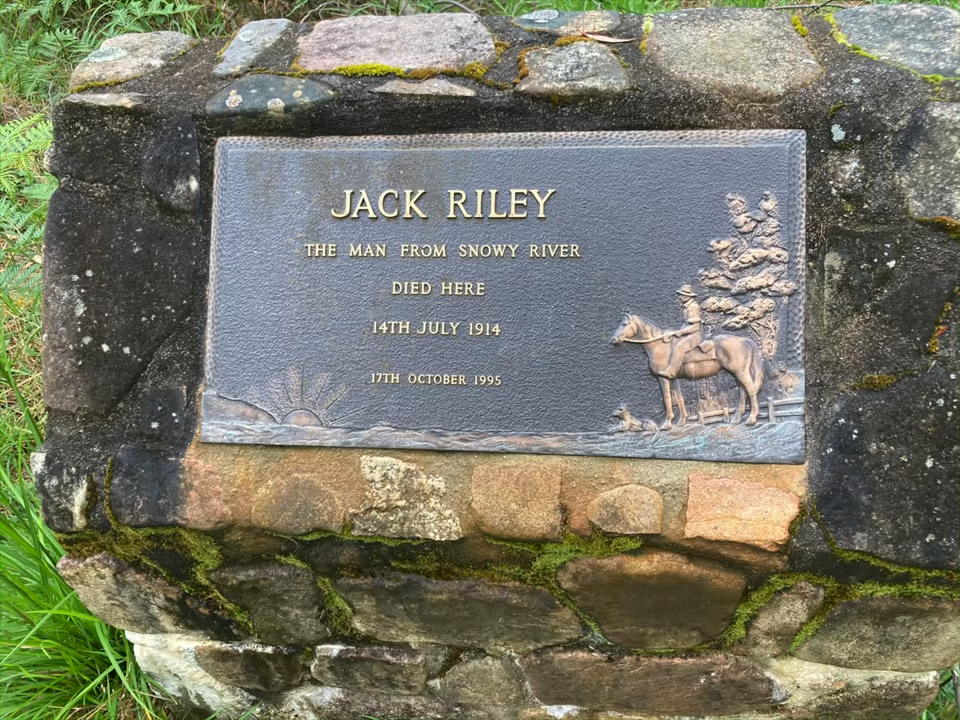 JACK RILEY
THE MAN FROM SNOWY RIVER
DIED HERE
14TH JULY 1914
17TH OCTOBER 1995